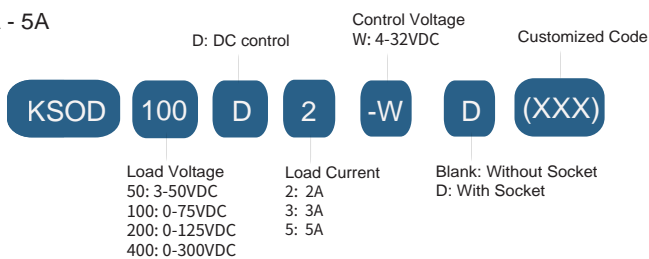 - 5A
D: DC control
Control Voltage
W: 4-32VDC
Customized Code
KSOD 100 D 2 -W D (XXX)
Load Voltage
50: 3-50VDC
100: 0-75VDC
200: 0-125VDC
400: 0-300VDC
Load Current
2: 2A
3: 3A
5: 5A
Blank: Without Socket
D: With Socket